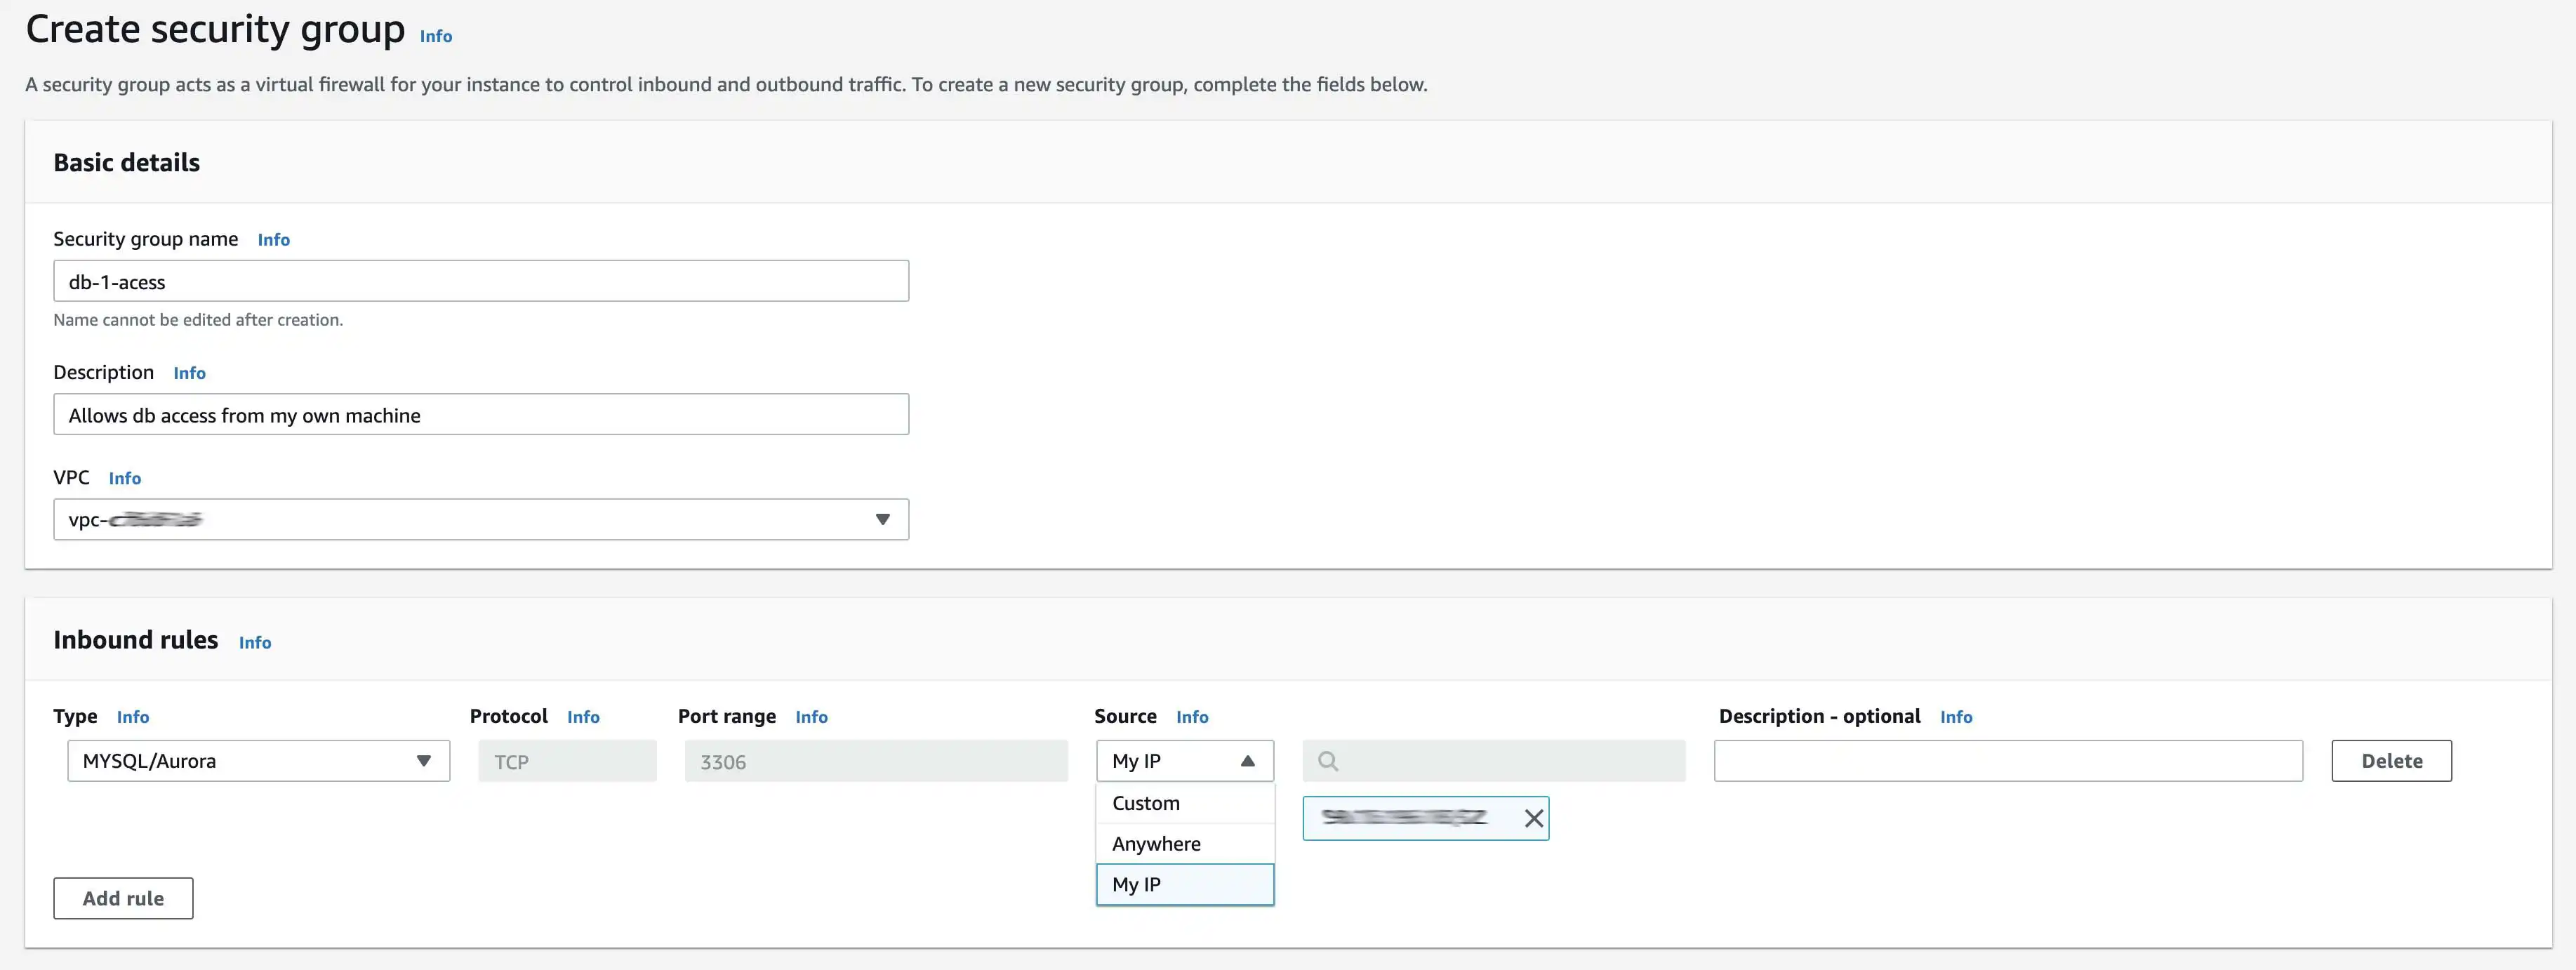 Create security group Info
A security group acts as a virtual firewall for your instance to control inbound and outbound traffic. To create a new security group, complete the fields below.
Basic details
Security group name Info
db-1-acess
Name cannot be edited after creation.
Description Info
Allows db access from my own machine
VPC Info
vpc-
Inbound rules Info
Type Info Protocol Info Port range Info Source Info Description - optional Info
MYSQL/Aurora TCP 3306 My IP Delete
Custom
Anywhere
My IP
Add rule